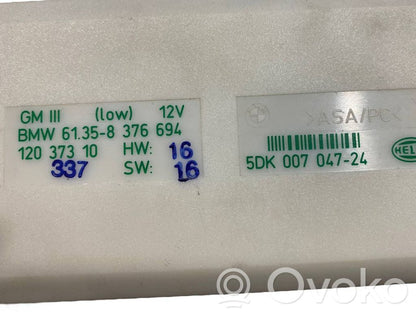 GM III (low) 12V
BMW 61.35-8 376 694
120 373 10 HW: 16
337 SW: 16
>ASA/PC<
5DK 007 047-24
HELLA
©Ovoko.com